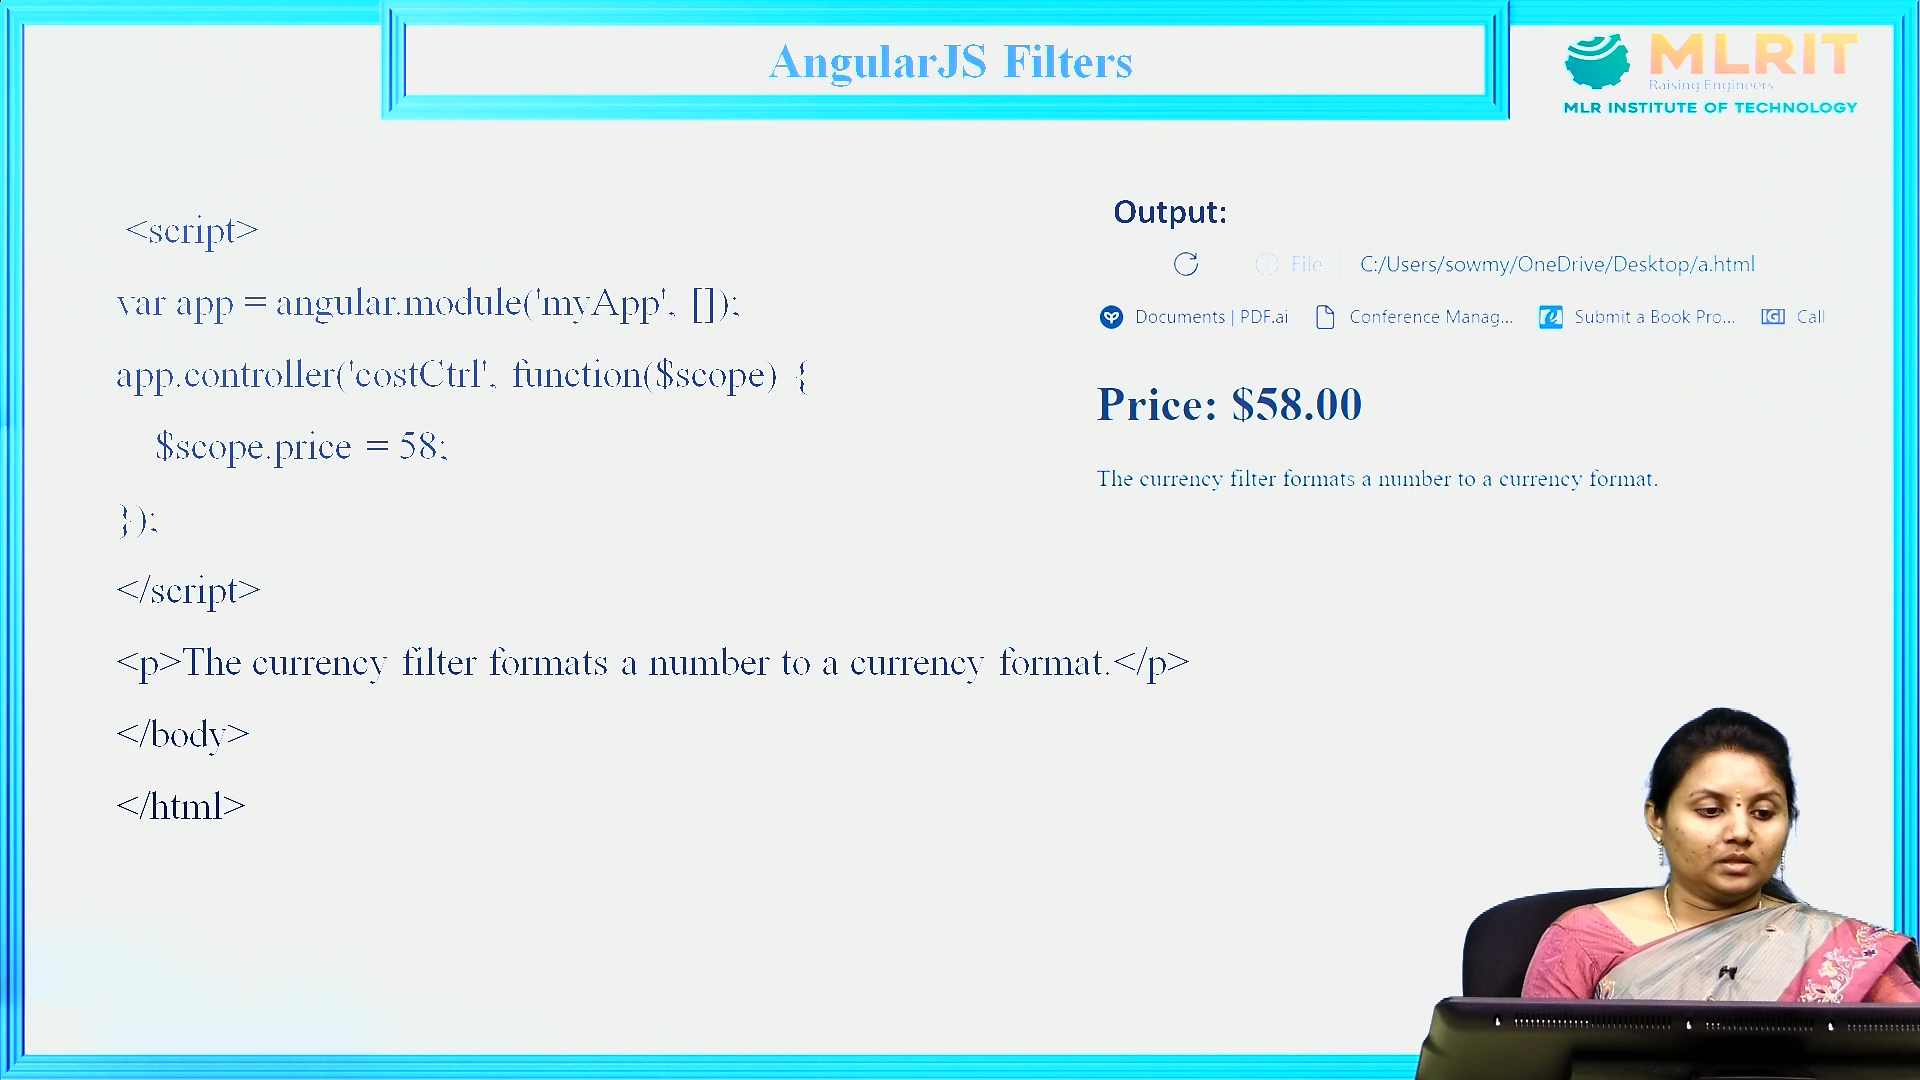 AngularJS Filters
MLRIT
Raising Engineers
MLR INSTITUTE OF TECHNOLOGY
<script>
var app = angular.module('myApp', []);
app.controller('costCtrl', function($scope) {
$scope.price = 58;
});
</script>
<p>The currency filter formats a number to a currency format.</p>
</body>
</html>
Output:
File C:/Users/sowmy/OneDrive/Desktop/a.html
Documents | PDF.ai Conference Manag... Submit a Book Pro... IGI Call
Price: $58.00
The currency filter formats a number to a currency format.